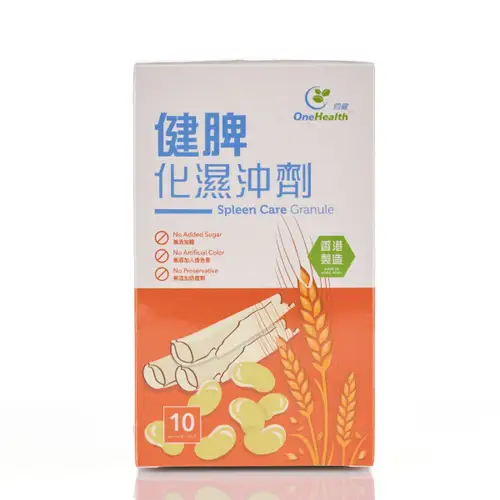 OneHealth
健脾
化濕沖劑
Spleen Care Granule
No Added Sugar
無添加糖
No Artificial Color
無添加人造色素
No Preservative
無添加防腐劑
香港
製造
10